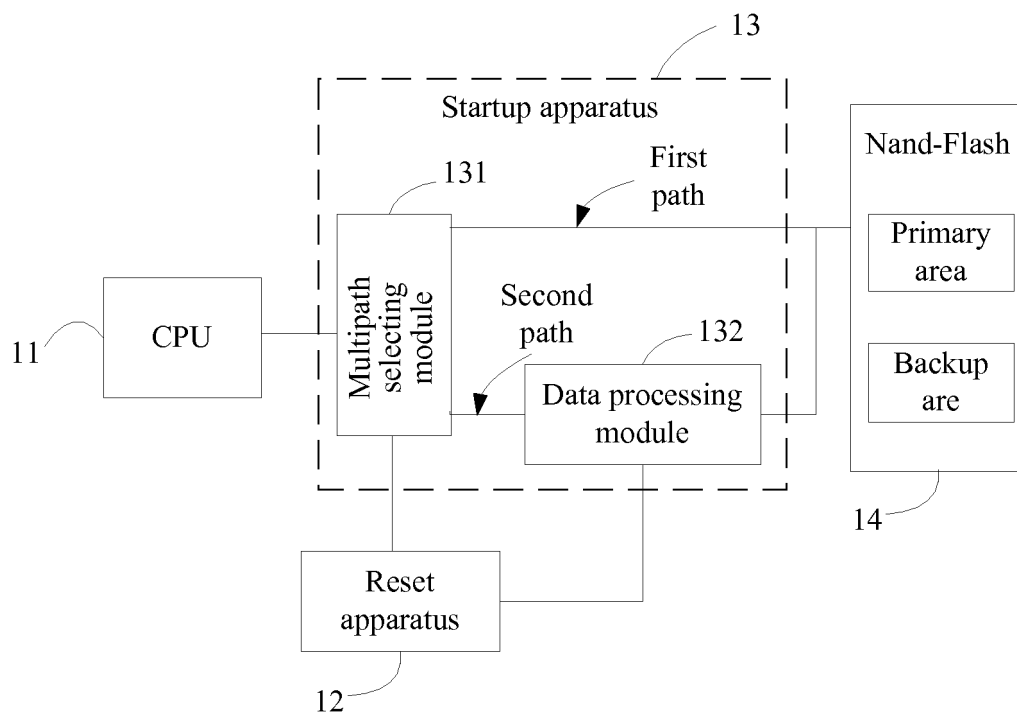 13
Startup apparatus
131
First
path
Nand-Flash
Primary
area
11
CPU
Multipath
selecting
module
Second
path
132
Data processing
module
Backup
are
14
Reset
apparatus
12